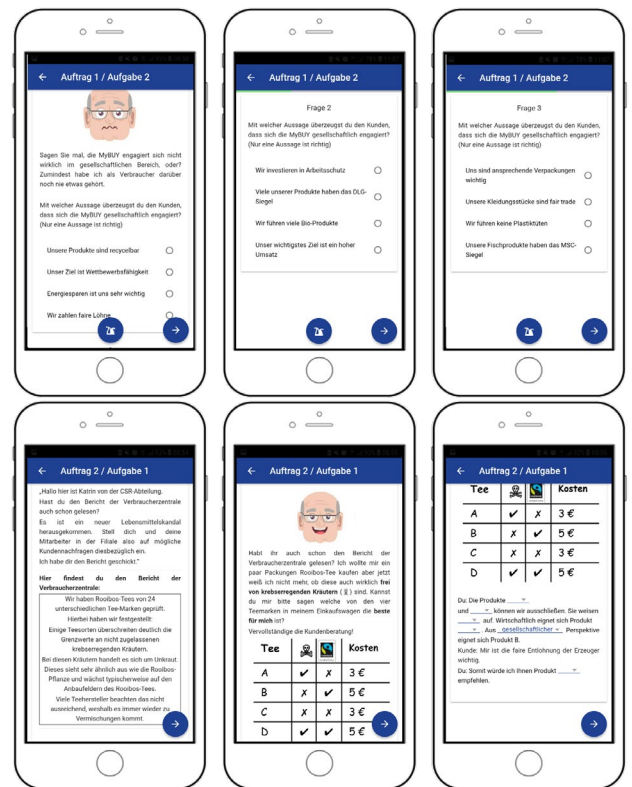 Auftrag 1 / Aufgabe 2
Sagen Sie mal, die MyBUY engagiert sich nicht
wirklich im gesellschaftlichen Bereich, oder?
Zumindest habe ich als Verbraucher darüber
noch nie etwas gehört.
Mit welcher Aussage überzeugst du den Kunden,
dass sich die MyBUY gesellschaftlich engagiert?
(Nur eine Aussage ist richtig)
Unsere Produkte sind recycelbar
Unser Ziel ist Wettbewerbsfähigkeit
Energiesparen ist uns sehr wichtig
Wir zahlen faire Löhne
Auftrag 1 / Aufgabe 2
Frage 2
Mit welcher Aussage überzeugst du den Kunden,
dass sich die MyBUY gesellschaftlich engagiert?
(Nur eine Aussage ist richtig)
Wir investieren in Arbeitsschutz
Viele unserer Produkte haben das DLG-
Siegel
Wir führen viele Bio-Produkte
Unser wichtigstes Ziel ist ein hoher
Umsatz
Auftrag 1 / Aufgabe 2
Frage 3
Mit welcher Aussage überzeugst du den Kunden,
dass sich die MyBUY gesellschaftlich engagiert?
(Nur eine Aussage ist richtig)
Uns sind ansprechende Verpackungen
wichtig
Unsere Kleidungsstücke sind fair trade
Wir führen keine Plastiktüten
Unsere Fischprodukte haben das MSC-
Siegel
Auftrag 2 / Aufgabe 1
„Hallo hier ist Katrin von der CSR-Abteilung.
Hast du den Bericht der Verbraucherzentrale
auch schon gelesen?
Es ist ein neuer Lebensmittelskandal
herausgekommen. Stell dich und deine
Mitarbeiter in der Filiale also auf mögliche
Kundennachfragen diesbezüglich ein.
Ich habe dir den Bericht geschickt."
Hier findest du den Bericht der
Verbraucherzentrale:
Wir haben Rooibos-Tees von 24
unterschiedlichen Tee-Marken geprüft.
Hierbei haben wir festgestellt:
Einige Teesorten überschreiten deutlich die
Grenzwerte an nicht zugelassenen
krebserregenden Kräutern.
Bei diesen Kräutern handelt es sich um Unkraut.
Dieses sieht sehr ähnlich aus wie die Rooibos-
Pflanze und wächst typischerweise auf den
Anbaufeldern des Rooibos-Tees.
Viele Teehersteller beachten das nicht
ausreichend, weshalb es immer wieder zu
Vermischungen kommt.
Auftrag 2 / Aufgabe 1
Habt ihr auch schon den Bericht der
Verbraucherzentrale gelesen? Ich wollte mir ein
paar Packungen Rooibos-Tee kaufen aber jetzt
weiß ich nicht mehr, ob diese auch wirklich frei
von krebserregenden Kräutern (☠) sind. Kannst
du mir bitte sagen welche von den vier
Teemarken in meinem Einkaufswagen die beste
für mich ist?
Vervollständige die Kundenberatung!
Tee Kosten
A ✔ ✗ 3 €
B ✗ ✔ 5 €
C ✗ ✗ 3 €
D ✔ ✔ 5 €
Auftrag 2 / Aufgabe 1
Tee Kosten
A ✔ ✗ 3 €
B ✗ ✔ 5 €
C ✗ ✗ 3 €
D ✔ ✔ 5 €
Du: Die Produkte
und können wir ausschließen. Sie weisen
auf. Wirtschaftlich eignet sich Produkt
. Aus gesellschaftlicher Perspektive
eignet sich Produkt B.
Kunde: Mir ist die faire Entlohnung der Erzeuger
wichtig.
Du: Somit würde ich Ihnen Produkt
empfehlen.